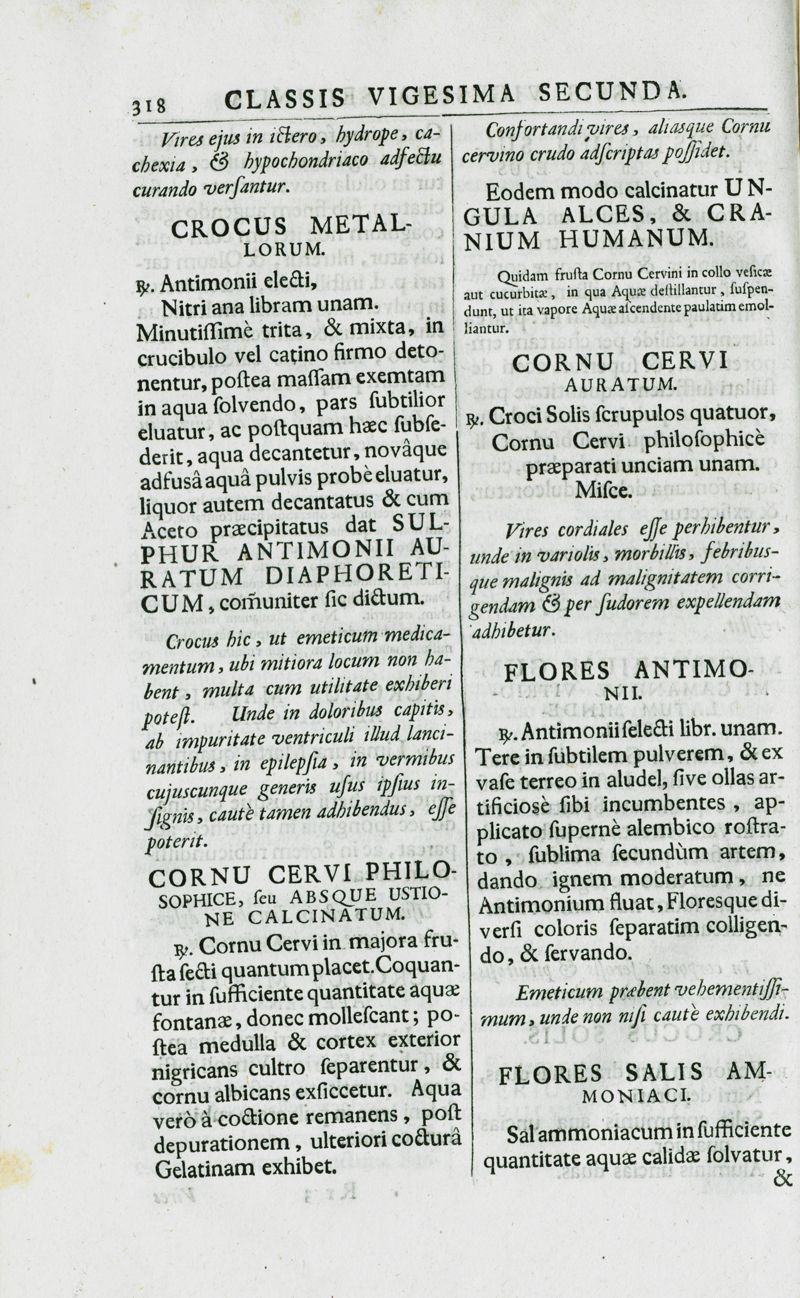 318 CLASSIS VIGESIMA SECUNDA.
Vires ejus in ictero, hydrope, ca-
chexia, & hypochondriaco adfectu
curando verſantur.
CROCUS METAL-
LORUM.
℞. Antimonii electi,
Nitri ana libram unam.
Minutiſſimè trita, & mixta, in
crucibulo vel catino firmo deto-
nentur, poſtea maſſam exemtam
in aqua ſolvendo, pars ſubtilior
eluatur, ac poſtquam hæc ſubſe-
derit, aqua decantetur, novâque
adfusâ aquâ pulvis probè eluatur,
liquor autem decantatus & cum
Aceto præcipitatus dat SUL-
PHUR ANTIMONII AU-
RATUM DIAPHORETI-
CUM, com̃uniter ſic dictum.
Crocus hic, ut emeticum medica-
mentum, ubi mitiora locum non ha-
bent, multa cum utilitate exhiberi
poteſt. Unde in doloribus capitis,
ab impuritate ventriculi illud lanci-
nantibus, in epilepſia, in vermibus
cujuscunque generis uſus ipſius in-
ſignis, cautè tamen adhibendus, eſſe
poterit.
CORNU CERVI PHILO-
SOPHICE, ſeu ABSQUE USTIO-
NE CALCINATUM.
℞. Cornu Cervi in majora fru-
ſta ſecti quantum placet. Coquan-
tur in ſufficiente quantitate aquæ
fontanæ, donec molleſcant; po-
ſtea medulla & cortex exterior
nigricans cultro ſeparentur, &
cornu albicans exſiccetur. Aqua
verò à coctione remanens, poſt
depurationem, ulteriori cocturâ
Gelatinam exhibet.
Confortandi vires, aliasque Cornu
cervino crudo adſcriptas poſſidet.
Eodem modo calcinatur UN-
GULA ALCES, & CRA-
NIUM HUMANUM.
Quidam fruſta Cornu Cervini in collo veſicæ
aut cucurbitæ, in qua Aquæ deſtillantur, ſuſpen-
dunt, ut ita vapore Aquæ aſcendente paulatim emol-
liantur.
CORNU CERVI
AURATUM.
℞. Croci Solis ſcrupulos quatuor,
Cornu Cervi philoſophicè
præparati unciam unam.
Miſce.
Vires cordiales eſſe perhibentur,
unde in variolis, morbillis, febribus-
que malignis ad malignitatem corri-
gendam & per ſudorem expellendam
adhibetur.
FLORES ANTIMO-
NII.
℞. Antimonii ſelecti libr. unam.
Tere in ſubtilem pulverem, & ex
vaſe terreo in aludel, ſive ollas ar-
tificiosè ſibi incumbentes, ap-
plicato ſupernè alembico roſtra-
to, ſublima ſecundùm artem,
dando ignem moderatum, ne
Antimonium fluat, Floresque di-
verſi coloris ſeparatim colligen-
do, & ſervando.
Emeticum præbent vehementiſſi-
mum, unde non niſi cautè exhibendi.
FLORES SALIS AM-
MONIACI.
Sal ammoniacum in ſufficiente
quantitate aquæ calidæ ſolvatur,
&